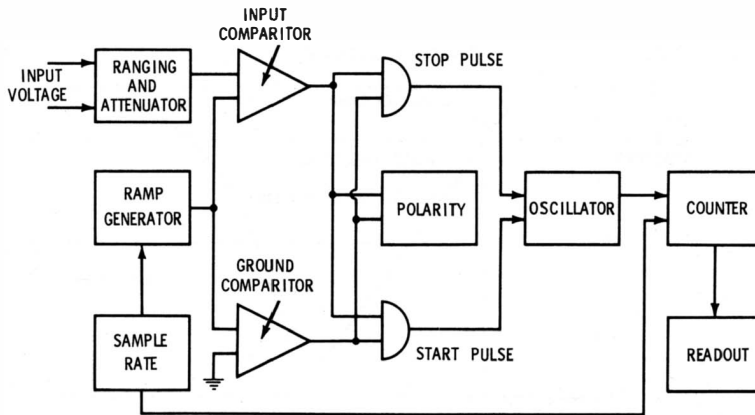 INPUT
COMPARITOR
INPUT
VOLTAGE
RANGING
AND
ATTENUATOR
STOP PULSE
RAMP
GENERATOR
POLARITY
OSCILLATOR
COUNTER
GROUND
COMPARITOR
SAMPLE
RATE
START PULSE
READOUT